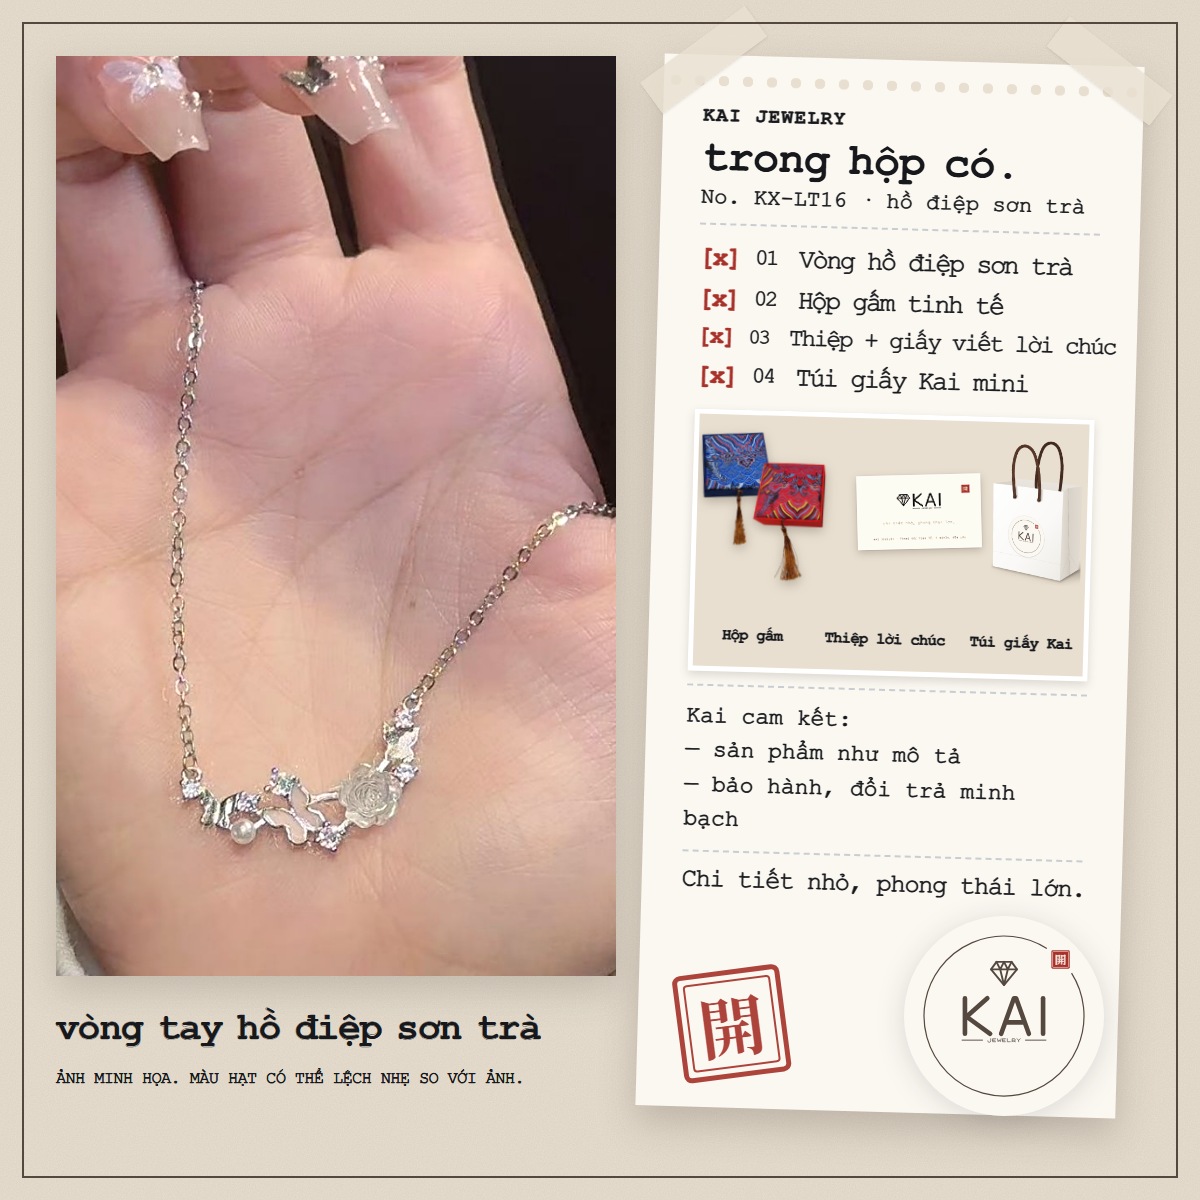 KAI JEWELRY
trong hộp có.
No. KX-LT16 · hồ điệp sơn trà
[x] 01 Vòng hồ điệp sơn trà
[x] 02 Hộp gấm tinh tế
[x] 03 Thiệp + giấy viết lời chúc
[x] 04 Túi giấy Kai mini
開
KAI
KAI
Hộp gấm Thiệp lời chúc Túi giấy Kai
Kai cam kết:
— sản phẩm như mô tả
— bảo hành, đổi trả minh
bạch
Chi tiết nhỏ, phong thái lớn.
開
開
KAI
JEWELRY
vòng tay hồ điệp sơn trà
ẢNH MINH HỌA. MÀU HẠT CÓ THỂ LỆCH NHẸ SO VỚI ẢNH.